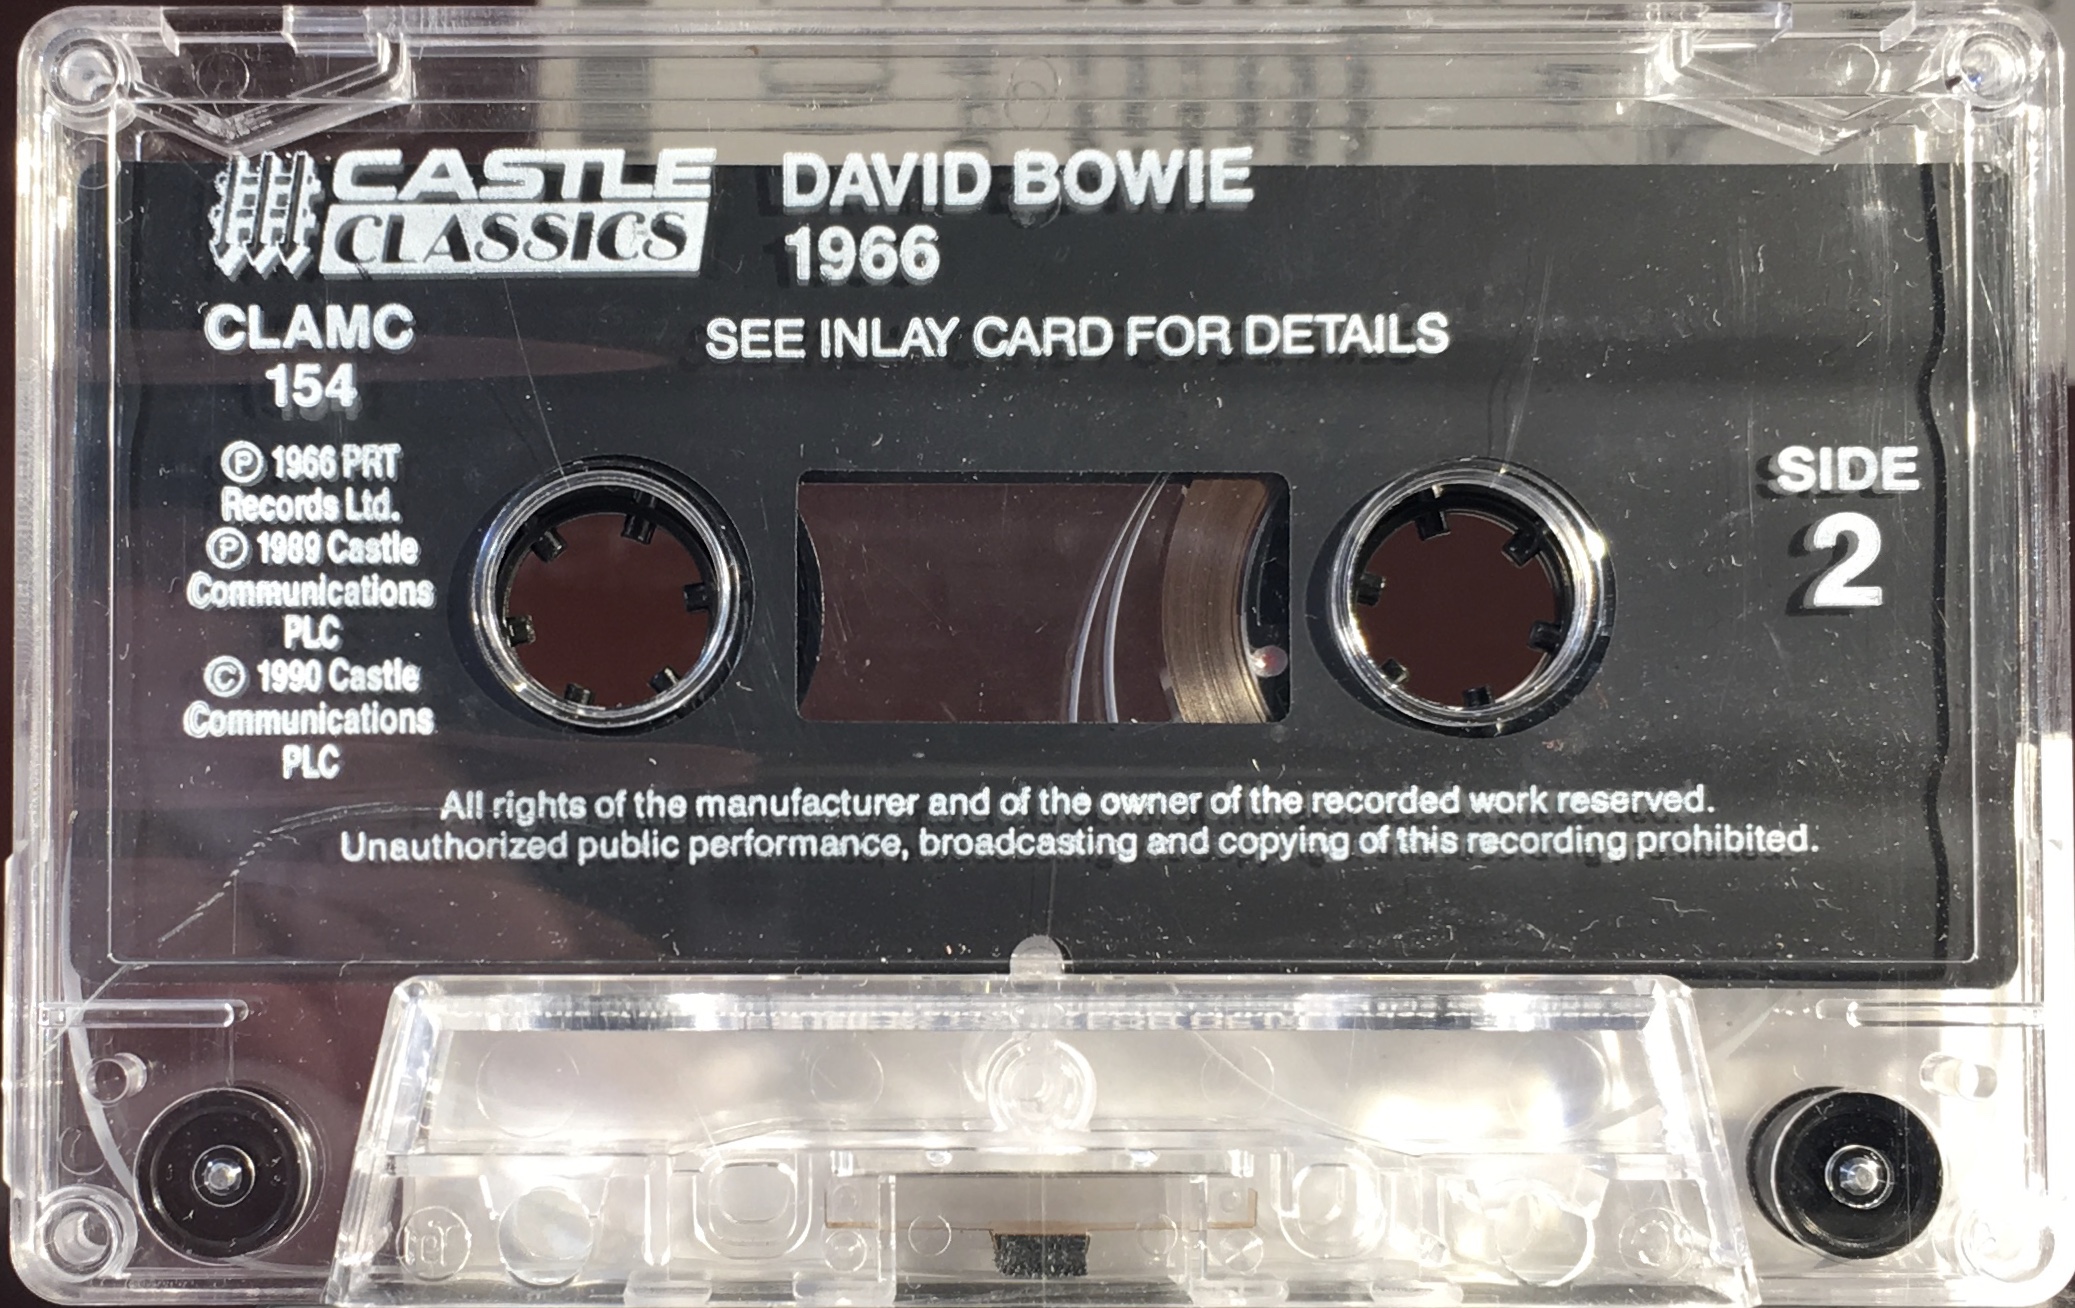 CASTLE
CLASSICS
DAVID BOWIE
1966
CLAMC
154
SEE INLAY CARD FOR DETAILS
℗ 1966 PRT
Records Ltd.
℗ 1989 Castle
Communications
PLC
© 1990 Castle
Communications
PLC
SIDE
2
All rights of the manufacturer and of the owner of the recorded work reserved.
Unauthorized public performance, broadcasting and copying of this recording prohibited.